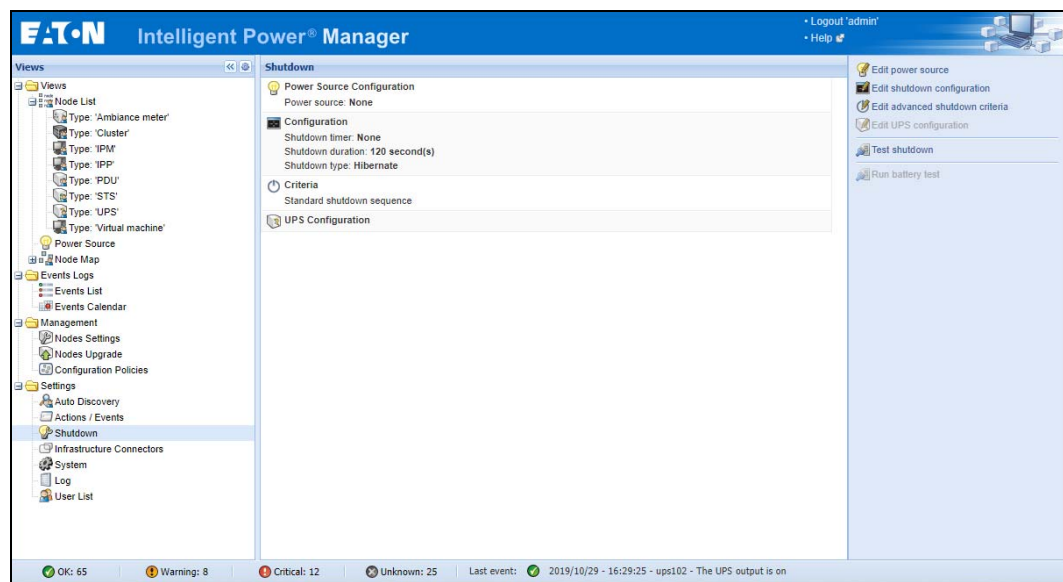 EATON Intelligent Power® Manager
• Logout 'admin'
• Help
Views
Views
Node List
Type: 'Ambiance meter'
Type: 'Cluster'
Type: 'IPM'
Type: 'IPP'
Type: 'PDU'
Type: 'STS'
Type: 'UPS'
Type: 'Virtual machine'
Power Source
Node Map
Events Logs
Events List
Events Calendar
Management
Nodes Settings
Nodes Upgrade
Configuration Policies
Settings
Auto Discovery
Actions / Events
Shutdown
Infrastructure Connectors
System
Log
User List
Shutdown
Power Source Configuration
Power source: None
Configuration
Shutdown timer: None
Shutdown duration: 120 second(s)
Shutdown type: Hibernate
Criteria
Standard shutdown sequence
UPS Configuration
Edit power source
Edit shutdown configuration
Edit advanced shutdown criteria
Edit UPS configuration
Test shutdown
Run battery test
OK: 65 Warning: 8 Critical: 12 Unknown: 25 Last event: 2019/10/29 - 16:29:25 - ups102 - The UPS output is on